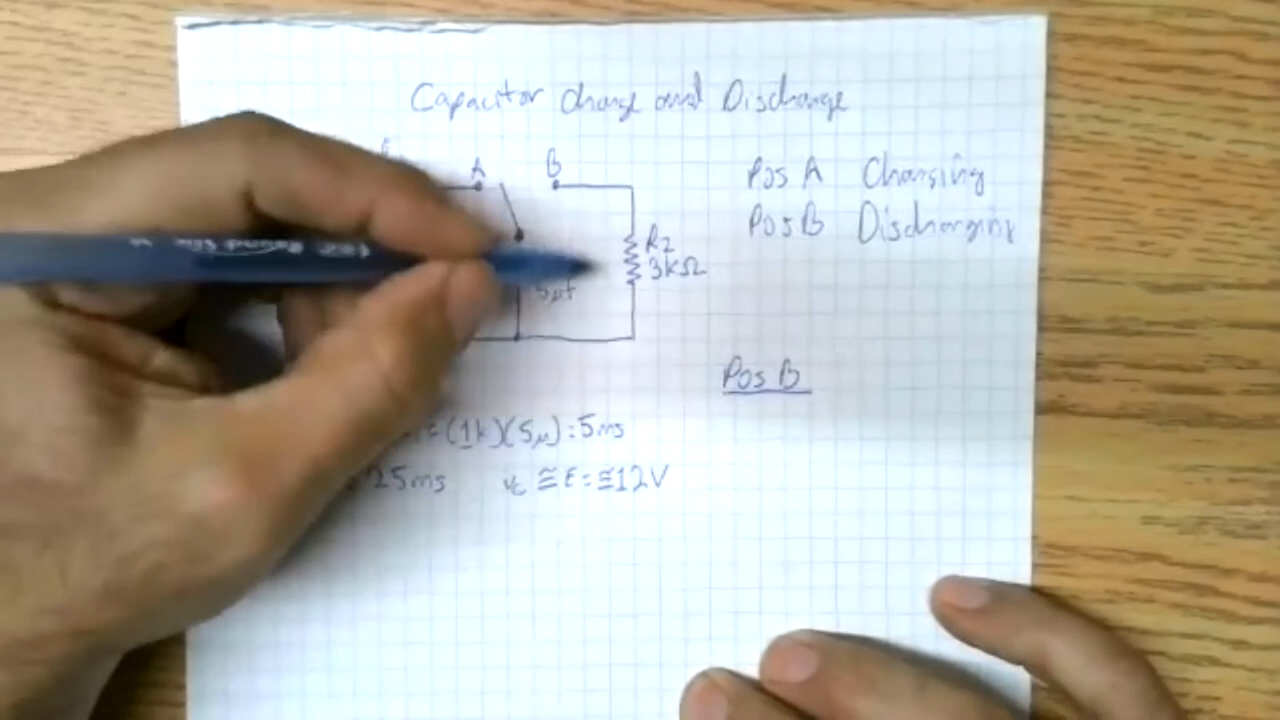 Capacitor Charge and Discharge
A B
Pos A Charging
Pos B Discharging
R2
3kΩ
5μf
Pos B
=(1k)(5μ):5ms
25ms vc ≅ E = ≅12V